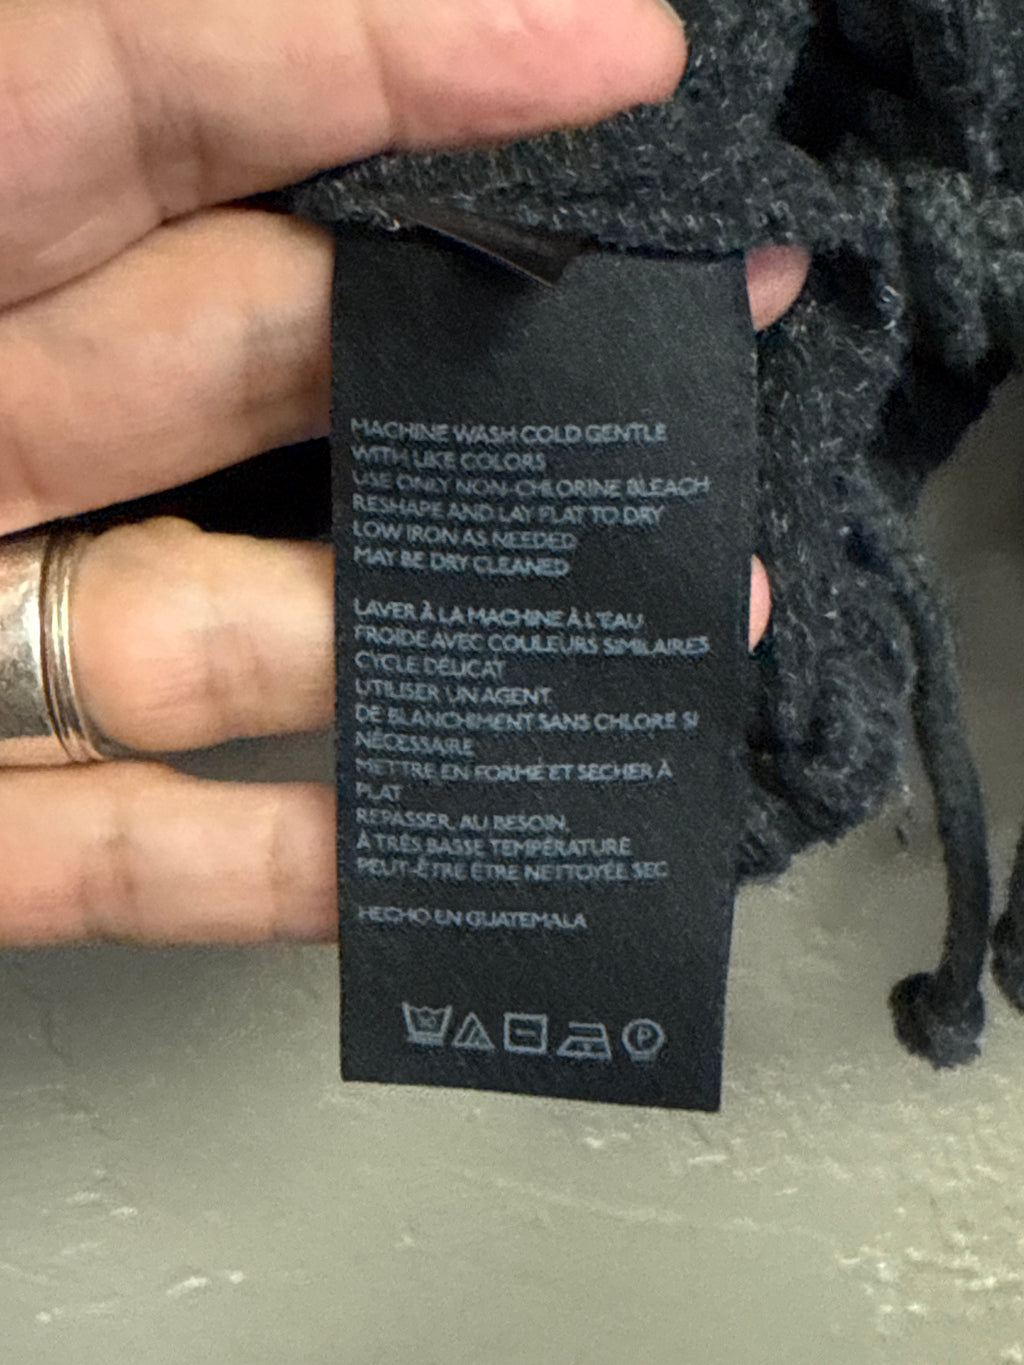 MACHINE WASH COLD GENTLE
WITH LIKE COLORS
USE ONLY NON-CHLORINE BLEACH
RESHAPE AND LAY FLAT TO DRY
LOW IRON AS NEEDED
MAY BE DRY CLEANED
LAVER À LA MACHINE À L'EAU
FROIDE AVEC COULEURS SIMILAIRES
CYCLE DÉLICAT
UTILISER UN AGENT
DE BLANCHIMENT SANS CHLORE SI
NÉCESSAIRE
METTRE EN FORME ET SÉCHER À
PLAT
REPASSER AU BESOIN
À TRÈS BASSE TEMPÉRATURE
PEUT-ÊTRE ÊTRE NETTOYÉE SEC
HECHO EN GUATEMALA
P